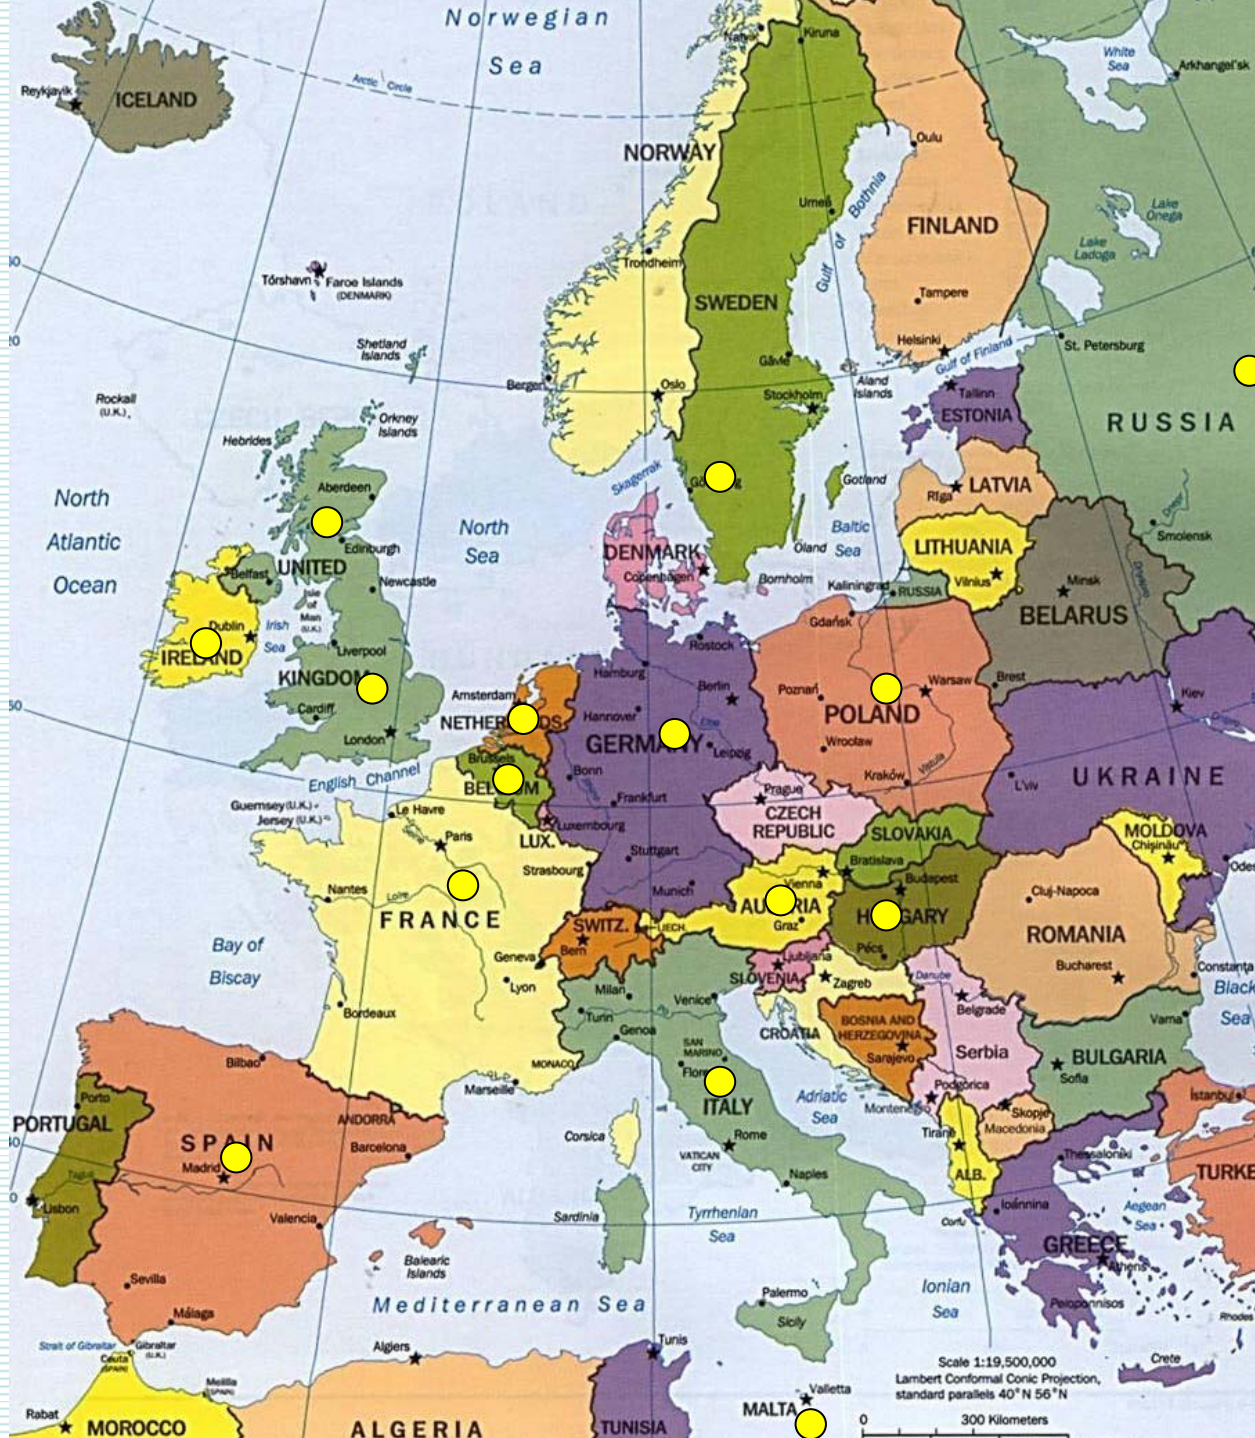 Norwegian
Sea
Narvik
Kiruna
White
Sea
Arkhangel'sk
Reykjavik
ICELAND
Arctic Circle
NORWAY
Oulu
Umeå
Gulf of Bothnia
FINLAND
Lake
Onega
Lake
Ladoga
Tórshavn
Faroe Islands
(DENMARK)
Trondheim
SWEDEN
Tampere
Helsinki
Gulf of Finland
St. Petersburg
Shetland
Islands
Gävle
Bergen
Oslo
Stockholm
Aland
Islands
Tallinn
ESTONIA
Rockall
(U.K.)
Orkney
Islands
Hebrides
RUSSIA
Skagerrak
Gotland
Rīga
LATVIA
Aberdeen
North
Atlantic
Ocean
North
Sea
Baltic
Sea
Öland
Smolensk
Edinburgh
DENMARK
Copenhagen
Bornholm
LITHUANIA
Vilnius
Kaliningrad
RUSSIA
Minsk
BELARUS
Belfast
UNITED
Newcastle
Isle
of
Man
(U.K.)
Dublin
Irish
Sea
IRELAND
Liverpool
KINGDOM
Cardiff
London
Gdańsk
Rostock
Hamburg
Berlin
Poznań
Warsaw
Brest
POLAND
Wrocław
Kraków
Vistula
Kiev
L'viv
UKRAINE
Amsterdam
Hannover
GERMANY
Elbe
Leipzig
Brussels
Bonn
Frankfurt
Prague
CZECH
REPUBLIC
SLOVAKIA
MOLDOVA
Chişinău
English Channel
Guernsey (U.K.)
Jersey (U.K.)
Le Havre
Paris
Luxembourg
LUX.
Strasbourg
Stuttgart
Munich
Vienna
Bratislava
Budapest
Cluj-Napoca
Nantes
Loire
FRANCE
SWITZ.
Bern
LIECH.
Graz
Pécs
ROMANIA
Bucharest
Constanţa
Bay of
Biscay
Geneva
Lyon
Milan
Venice
Turin
Genoa
Ljubljana
SLOVENIA
Zagreb
CROATIA
Danube
Belgrade
Black
Sea
Bordeaux
SAN
MARINO
BOSNIA AND
HERZEGOVINA
Sarajevo
Serbia
Varna
BULGARIA
Sofia
Bilbao
MONACO
Marseille
ITALY
Adriatic
Sea
Podgorica
Montenegro
Skopje
Macedonia
İstanbul
Porto
PORTUGAL
ANDORRA
SPAIN
Madrid
Barcelona
Corsica
Rome
VATICAN
CITY
Naples
Tiranë
ALB.
Thessaloníki
Lisbon
Valencia
Sardinia
Tyrrhenian
Sea
Corfu
Ioánnina
Aegean
Sea
GREECE
Athens
Balearic
Islands
Sevilla
Málaga
Mediterranean Sea
Palermo
Sicily
Ionian
Sea
Peloponnisos
Rhodes
Crete
Strait of Gibraltar
Gibraltar
(U.K.)
Ceuta
(SPAIN)
Melilla
(SPAIN)
Algiers
Tunis
Valletta
MALTA
Rabat
MOROCCO
ALGERIA
TUNISIA
Scale 1:19,500,000
Lambert Conformal Conic Projection,
standard parallels 40°N 56°N
0 300 Kilometers